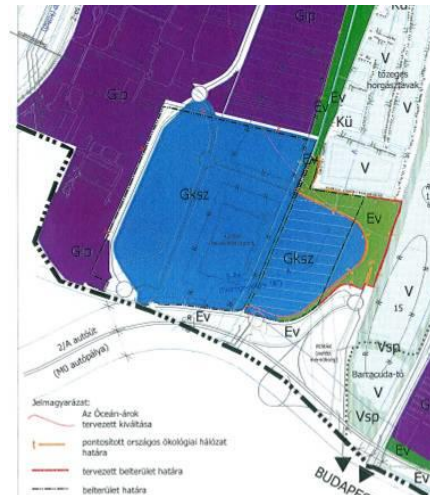 Kü
Gip
V
tőzeges
horgásztavak
Ev
Ev
V
Gip
Kü
Ev
V
Gksz
Ev
Gksz
V
15
Gip
Ev
Ev
Vsp
2/A autóút
(M0 autópálya)
Barracuda-tó
V
Vsp
Jelmagyarázat:
Az Óceán-árok
tervezett kiváltása
pontosított országos ökológiai hálózat
határa
tervezett belterület határa
Ev
belterület határa
BUDAPEST